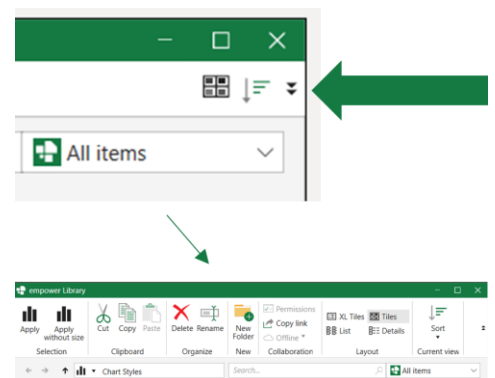 All items
empower Library
Apply
Apply without size
Cut
Copy
Paste
Delete
Rename
New Folder
Permissions
Copy link
Offline
XL Tiles
Tiles
List
Details
Sort
Selection
Clipboard
Organize
New
Collaboration
Layout
Current view
Chart Styles
Search...
All items